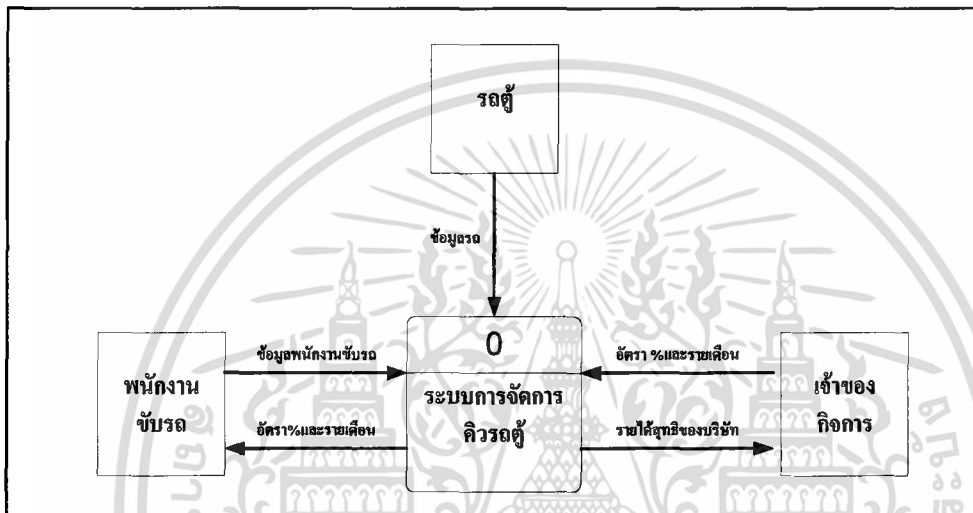 รถตู้
ข้อมูลรถ
0
ระบบการจัดการ
คิวรถตู้
พนักงาน
ขับรถ
ข้อมูลพนักงานขับรถ
อัตรา%และรายเดือน
อัตรา %และรายเดือน
รายได้สุทธิของบริษัท
เจ้าของ
กิจการ